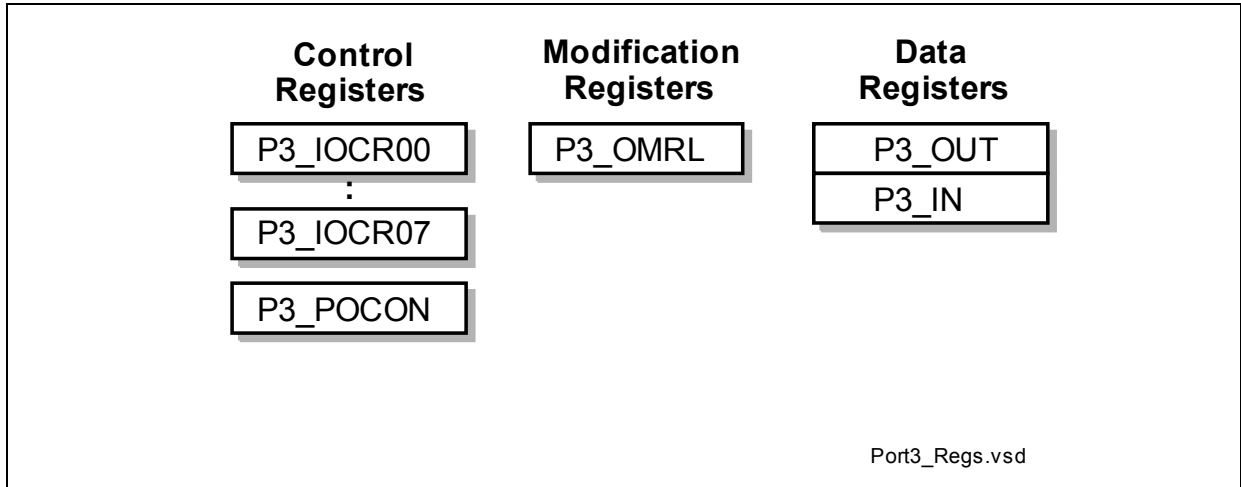 Control
Registers
Modification
Registers
Data
Registers
P3_IOCR00
:
P3_IOCR07
P3_POCON
P3_OMRL
P3_OUT
P3_IN
Port3_Regs.vsd